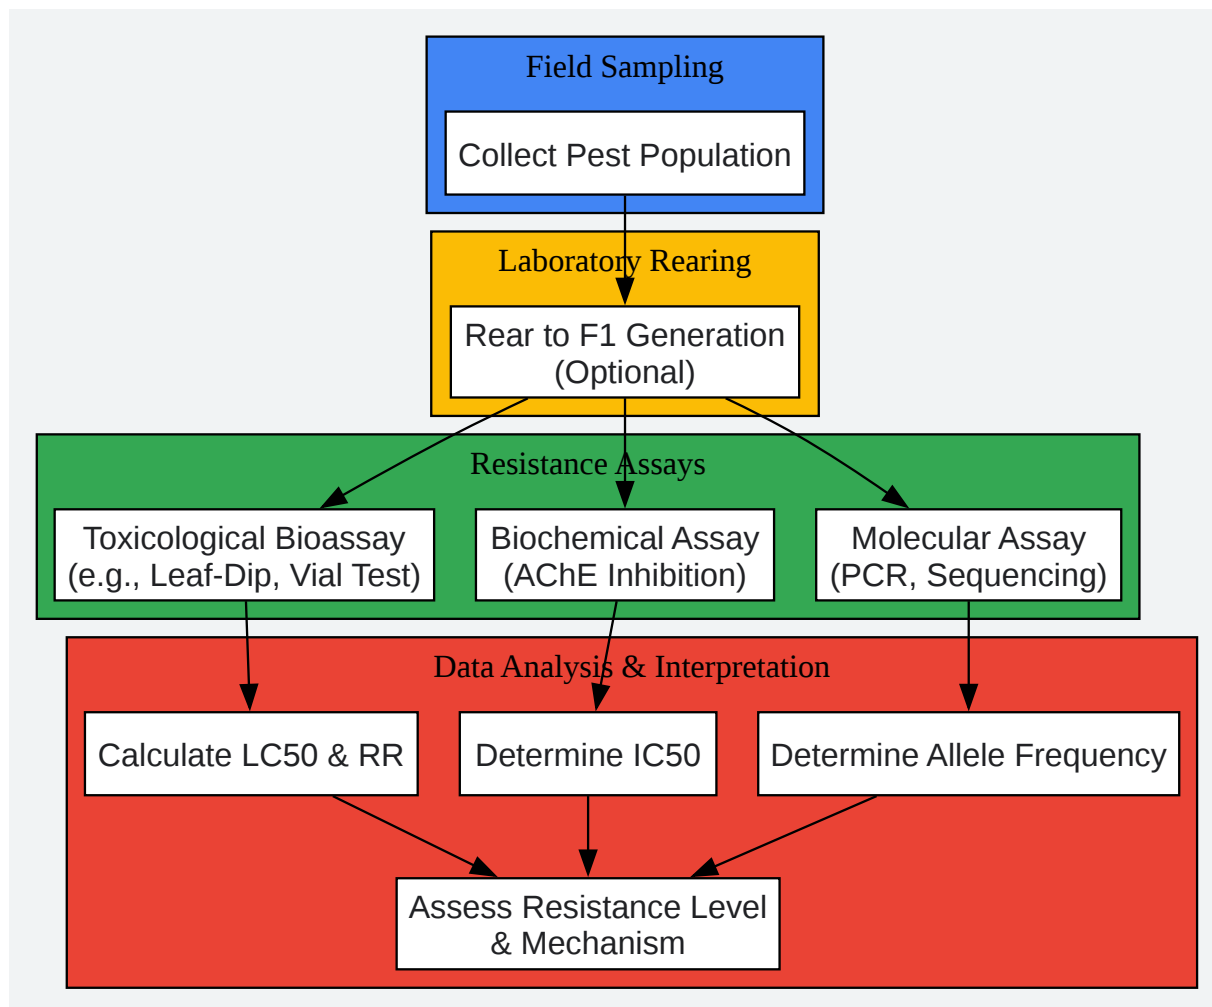 Field Sampling
Collect Pest Population
Laboratory Rearing
Rear to F1 Generation
(Optional)
Resistance Assays
Toxicological Bioassay
(e.g., Leaf-Dip, Vial Test)
Biochemical Assay
(AChE Inhibition)
Molecular Assay
(PCR, Sequencing)
Data Analysis & Interpretation
Calculate LC50 & RR
Determine IC50
Determine Allele Frequency
Assess Resistance Level
& Mechanism